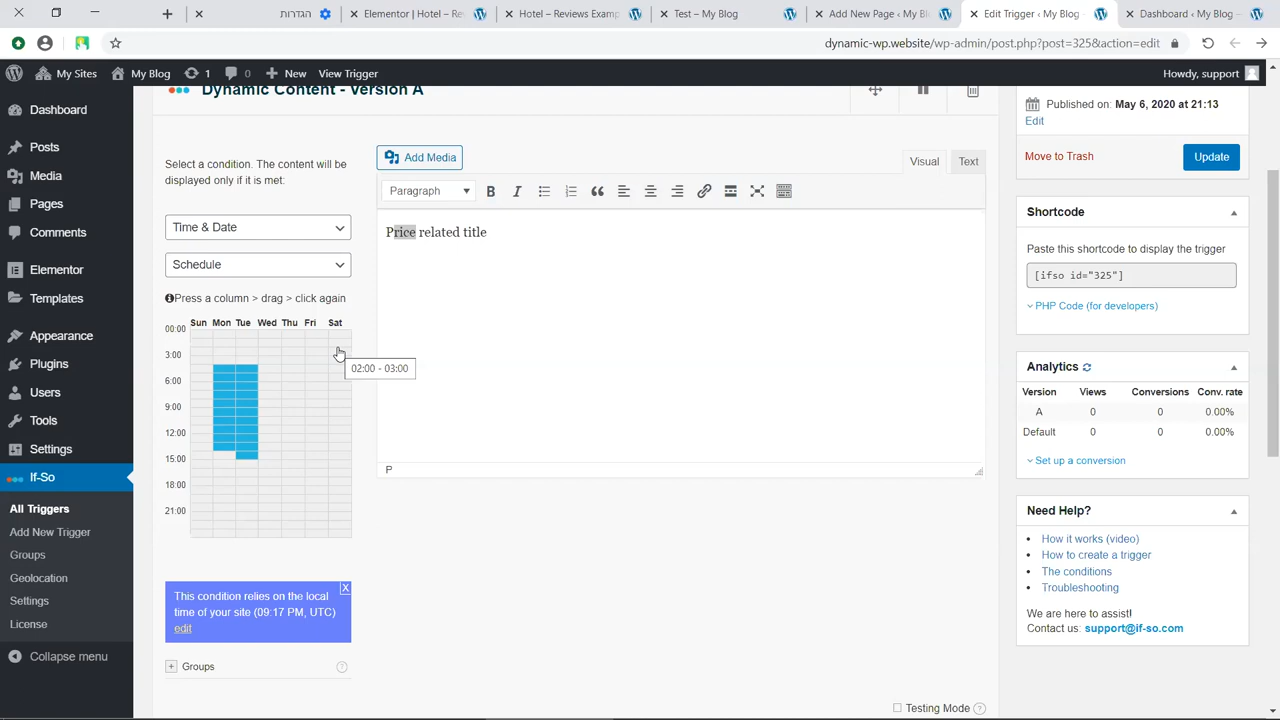 הגדרות
Elementor | Hotel – Re
Hotel – Reviews Examp
Test – My Blog
Add New Page ‹ My Bl
Edit Trigger ‹ My Blog —
Dashboard ‹ My Blog —
dynamic-wp.website/wp-admin/post.php?post=325&action=edit
My Sites
My Blog
1
0
New
View Trigger
Howdy, support
Dashboard
Posts
Media
Pages
Comments
Elementor
Templates
Appearance
Plugins
Users
Tools
Settings
If-So
All Triggers
Add New Trigger
Groups
Geolocation
Settings
License
Collapse menu
Dynamic Content - Version A
Select a condition. The content will be
displayed only if it is met:
Time & Date
Schedule
Press a column > drag > click again
Sun Mon Tue Wed Thu Fri Sat
00:00
3:00
6:00
9:00
12:00
15:00
18:00
21:00
02:00 - 03:00
This condition relies on the local
time of your site (09:17 PM, UTC)
edit
X
+ Groups ?
Add Media
Visual Text
Paragraph
B I
Price related title
P
Testing Mode ?
Published on: May 6, 2020 at 21:13
Edit
Move to Trash
Update
Shortcode
Paste this shortcode to display the trigger
[ifso id="325"]
PHP Code (for developers)
Analytics
Version Views Conversions Conv. rate
A 0 0 0.00%
Default 0 0 0.00%
Set up a conversion
Need Help?
How it works (video)
How to create a trigger
The conditions
Troubleshooting
We are here to assist!
Contact us: support@if-so.com